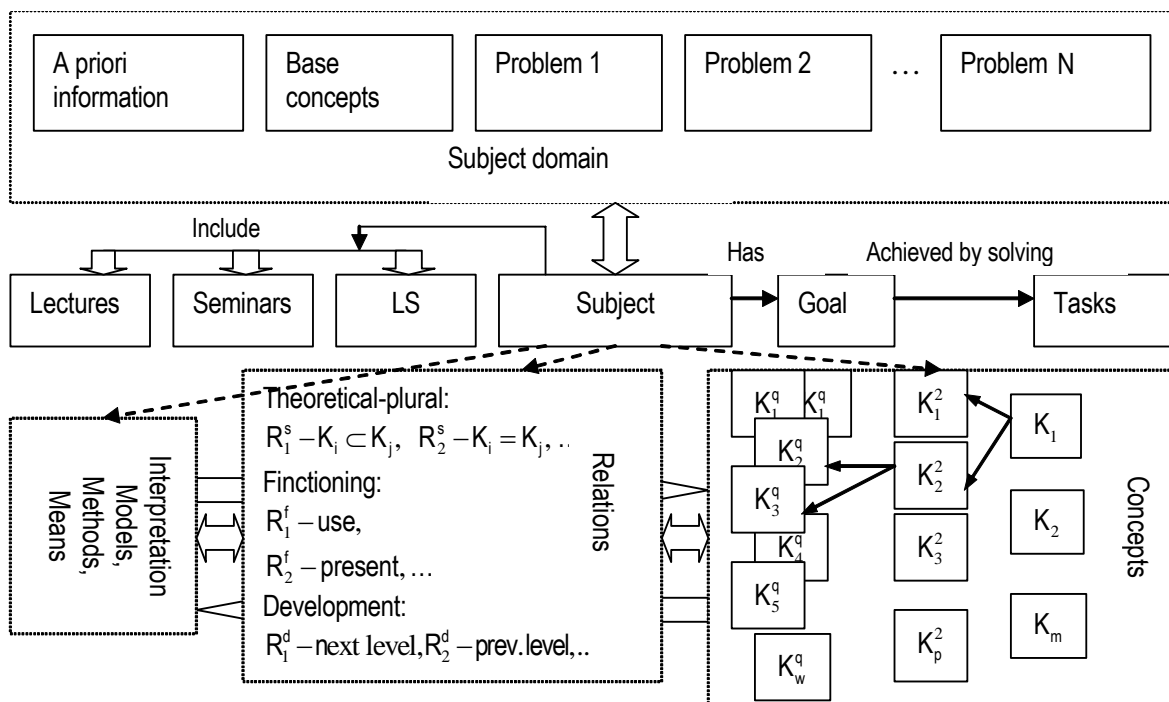 A priori
information
Base
concepts
Problem 1
Problem 2
...
Problem N
Subject domain
Include
Has
Achieved by solving
Lectures
Seminars
LS
Subject
Goal
Tasks
Interpretation
Models,
Methods,
Means
Theoretical-plural:
R₁ˢ – Kᵢ ⊂ Kⱼ, R₂ˢ – Kᵢ = Kⱼ, ..
Finctioning:
R₁ᶠ – use,
R₂ᶠ – present, ...
Development:
R₁ᵈ – next level, R₂ᵈ – prev. level, ..
Relations
K₁^q
K₁^q
K₂^q
K₃^q
K₄^q
K₅^q
K_w^q
K₁²
K₂²
K₃²
K_p²
K₁
K₂
K_m
Concepts